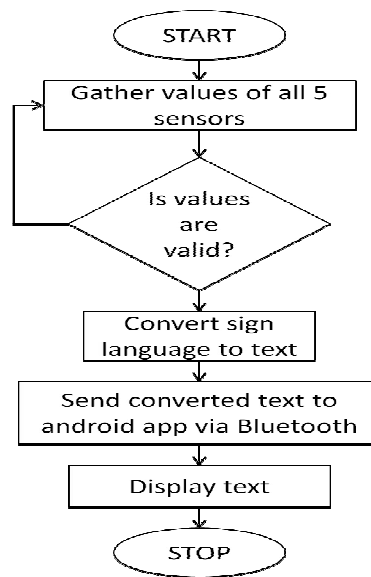 START
Gather values of all 5
sensors
Is values
are
valid?
Convert sign
language to text
Send converted text to
android app via Bluetooth
Display text
STOP